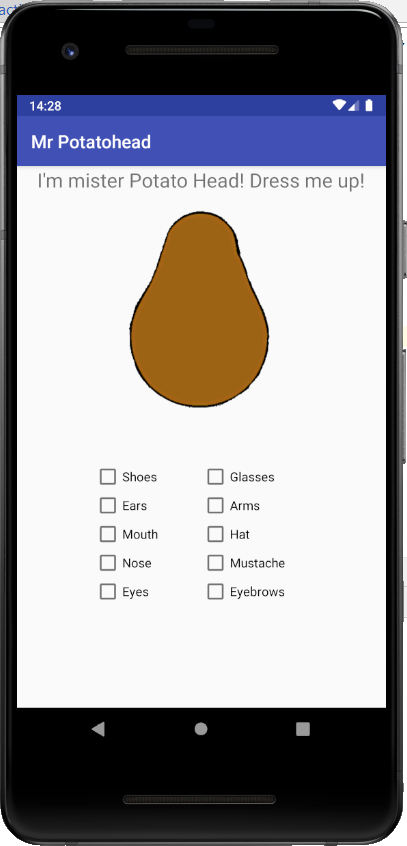 14:28
Mr Potatohead
I'm mister Potato Head! Dress me up!
Shoes Glasses
Ears Arms
Mouth Hat
Nose Mustache
Eyes Eyebrows